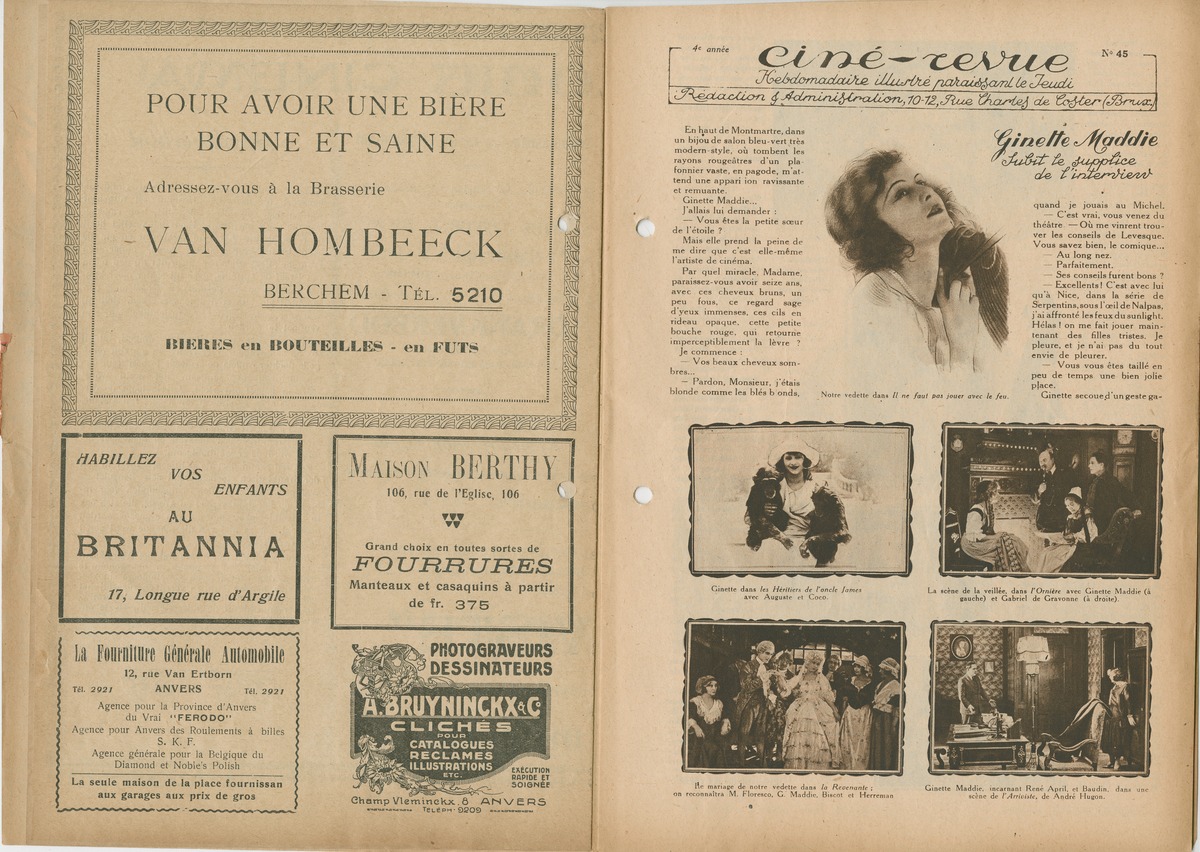 POUR AVOIR UNE BIÈRE
BONNE ET SAINE
Adressez-vous à la Brasserie
VAN HOMBEECK
BERCHEM - TÉL. 5210
BIERES en BOUTEILLES - en FUTS
HABILLEZ
VOS
ENFANTS
AU
BRITANNIA
17, Longue rue d'Argile
MAISON BERTHY
106, rue de l'Eglise, 106
Grand choix en toutes sortes de
FOURRURES
Manteaux et casaquins à partir
de fr. 375
La Fourniture Générale Automobile
12, rue Van Ertborn
Tél. 2921 ANVERS Tél. 2921
Agence pour la Province d'Anvers
du Vrai "FERODO"
Agence pour Anvers des Roulements à billes
S. K. F.
Agence générale pour la Belgique du
Diamond et Noble's Polish
La seule maison de la place fournissan
aux garages aux prix de gros
PHOTOGRAVEURS
DESSINATEURS
A. BRUYNINCKX & Co
CLICHÉS
POUR
CATALOGUES
RÉCLAMES
ILLUSTRATIONS
ETC.
EXÉCUTION
RAPIDE ET
SOIGNÉE
Champ Vleminckx, 8 ANVERS
TÉLÉPH. 9209
4e année
ciné-revue
No 45
Hebdomadaire illustré paraissant le Jeudi
Rédaction & Administration, 10-12, Rue Charles de Coster (Brux)
Ginette Maddie
Subit le supplice
de l'interview
En haut de Montmartre, dans
un bijou de salon bleu-vert très
modern-style, où tombent les
rayons rougeâtres d'un pla-
fonnier vaste, en pagode, m'at-
tend une appari ion ravissante
et remuante.
Ginette Maddie...
J'allais lui demander :
— Vous êtes la petite sœur
de l'étoile ?
Mais elle prend la peine de
me dire que c'est elle-même
l'artiste de cinéma.
Par quel miracle, Madame,
paraissez-vous avoir seize ans,
avec ces cheveux bruns, un
peu fous, ce regard sage
d'yeux immenses, ces cils en
rideau opaque, cette petite
bouche rouge, qui retourne
imperceptiblement la lèvre ?
Je commence :
— Vos beaux cheveux som-
bres...
— Pardon, Monsieur, j'étais
blonde comme les blés b onds,
Notre vedette dans Il ne faut pas jouer avec le feu.
quand je jouais au Michel.
— C'est vrai, vous venez du
théâtre. — Où me vinrent trou-
ver les conseils de Levesque.
Vous savez bien, le comique...
— Au long nez.
— Parfaitement.
— Ses conseils furent bons ?
— Excellents! C'est avec lui
qu'à Nice, dans la série de
Serpentins, sous l'œil de Nalpas,
j'ai affronté les feux du sunlight.
Hélas ! on me fait jouer main-
tenant des filles tristes. Je
pleure, et je n'ai pas du tout
envie de pleurer.
— Vous vous êtes taillé en
peu de temps une bien jolie
place.
Ginette secoue d'un geste ga-
Ginette dans les Héritiers de l'oncle James
avec Auguste et Coco.
La scène de la veillée, dans l'Ornière avec Ginette Maddie (à
gauche) et Gabriel de Gravonne (à droite).
Le mariage de notre vedette dans la Revenante ;
on reconnaîtra M. Floresco, G. Maddie, Biscot et Herreman
Ginette Maddie, incarnant René April, et Baudin, dans une
scène de l'Arriviste, de André Hugon.